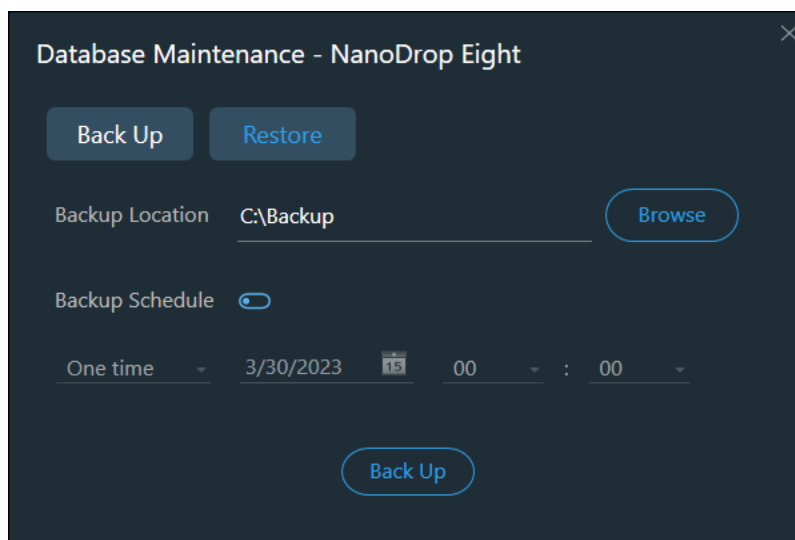 Database Maintenance - NanoDrop Eight
Back Up Restore
Backup Location C:\Backup Browse
Backup Schedule
One time 3/30/2023 15 00 : 00
Back Up